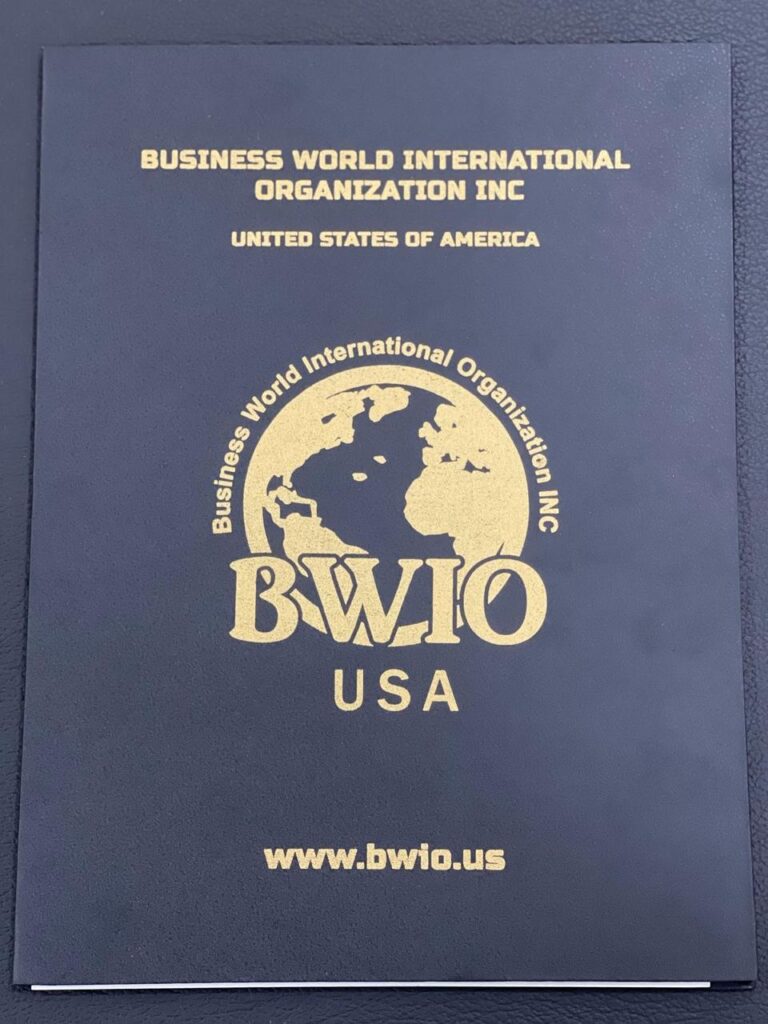 BUSINESS WORLD INTERNATIONAL
ORGANIZATION INC
UNITED STATES OF AMERICA
Business World International Organization INC
BWIO
USA
www.bwio.us